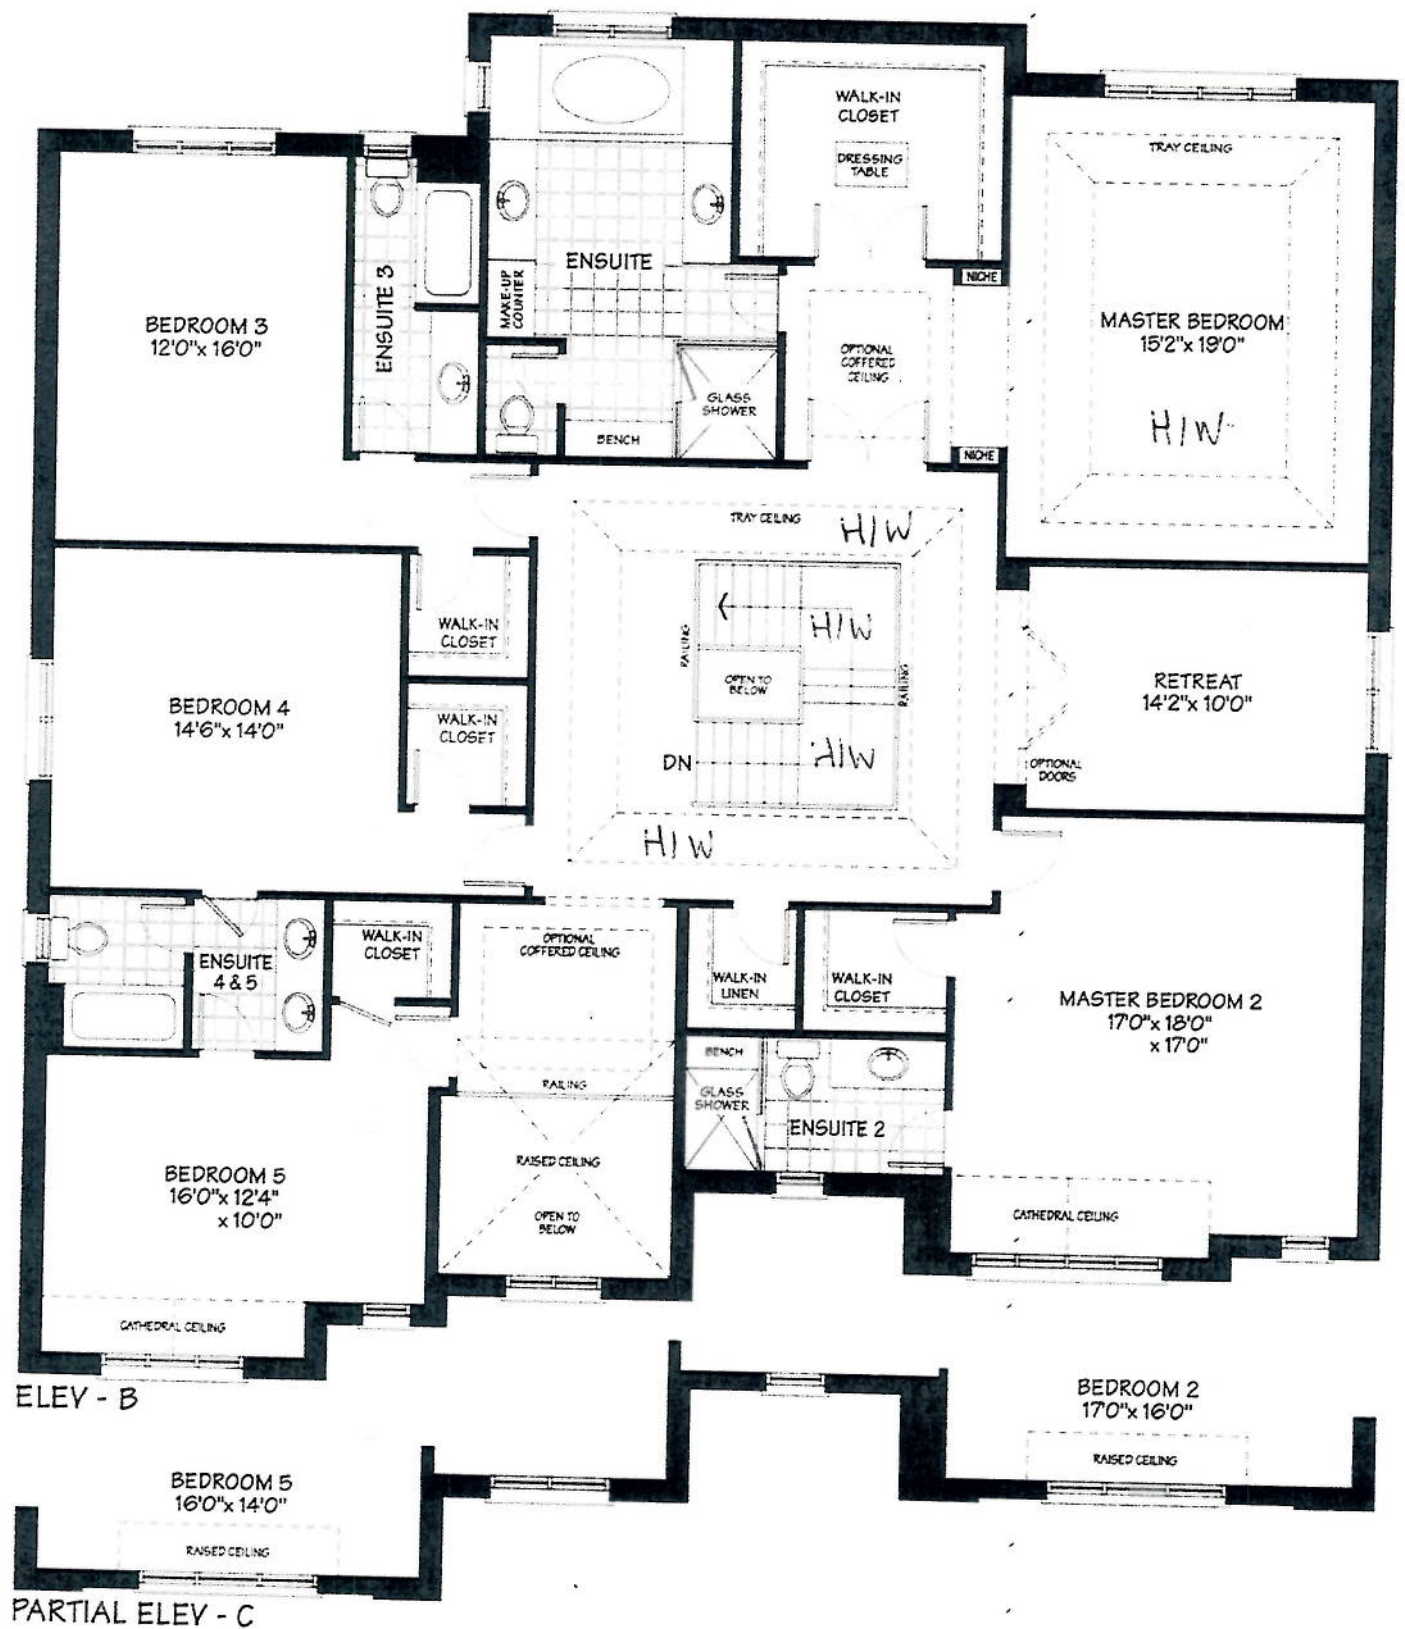 WALK-IN
CLOSET
DRESSING
TABLE
TRAY CEILING
ENSUITE
MAKE-UP
COUNTER
NICHE
ENSUITE 3
BEDROOM 3
12'0"x 16'0"
OPTIONAL
COFFERED
CEILING
MASTER BEDROOM
15'2"x 19'0"
H/W
GLASS
SHOWER
BENCH
NICHE
TRAY CEILING
H/W
WALK-IN
CLOSET
RAILING
H/W
OPEN TO
BELOW
RAILING
RETREAT
14'2"x 10'0"
BEDROOM 4
14'6"x 14'0"
WALK-IN
CLOSET
DN
H/W
OPTIONAL
DOORS
H/W
WALK-IN
CLOSET
OPTIONAL
COFFERED CEILING
ENSUITE
4 & 5
WALK-IN
LINEN
WALK-IN
CLOSET
MASTER BEDROOM 2
17'0"x 18'0"
x 17'0"
BENCH
RAILING
GLASS
SHOWER
ENSUITE 2
RAISED CEILING
BEDROOM 5
16'0"x 12'4"
x 10'0"
OPEN TO
BELOW
CATHEDRAL CEILING
CATHEDRAL CEILING
ELEV - B
BEDROOM 2
17'0"x 16'0"
RAISED CEILING
BEDROOM 5
16'0"x 14'0"
RAISED CEILING
PARTIAL ELEV - C